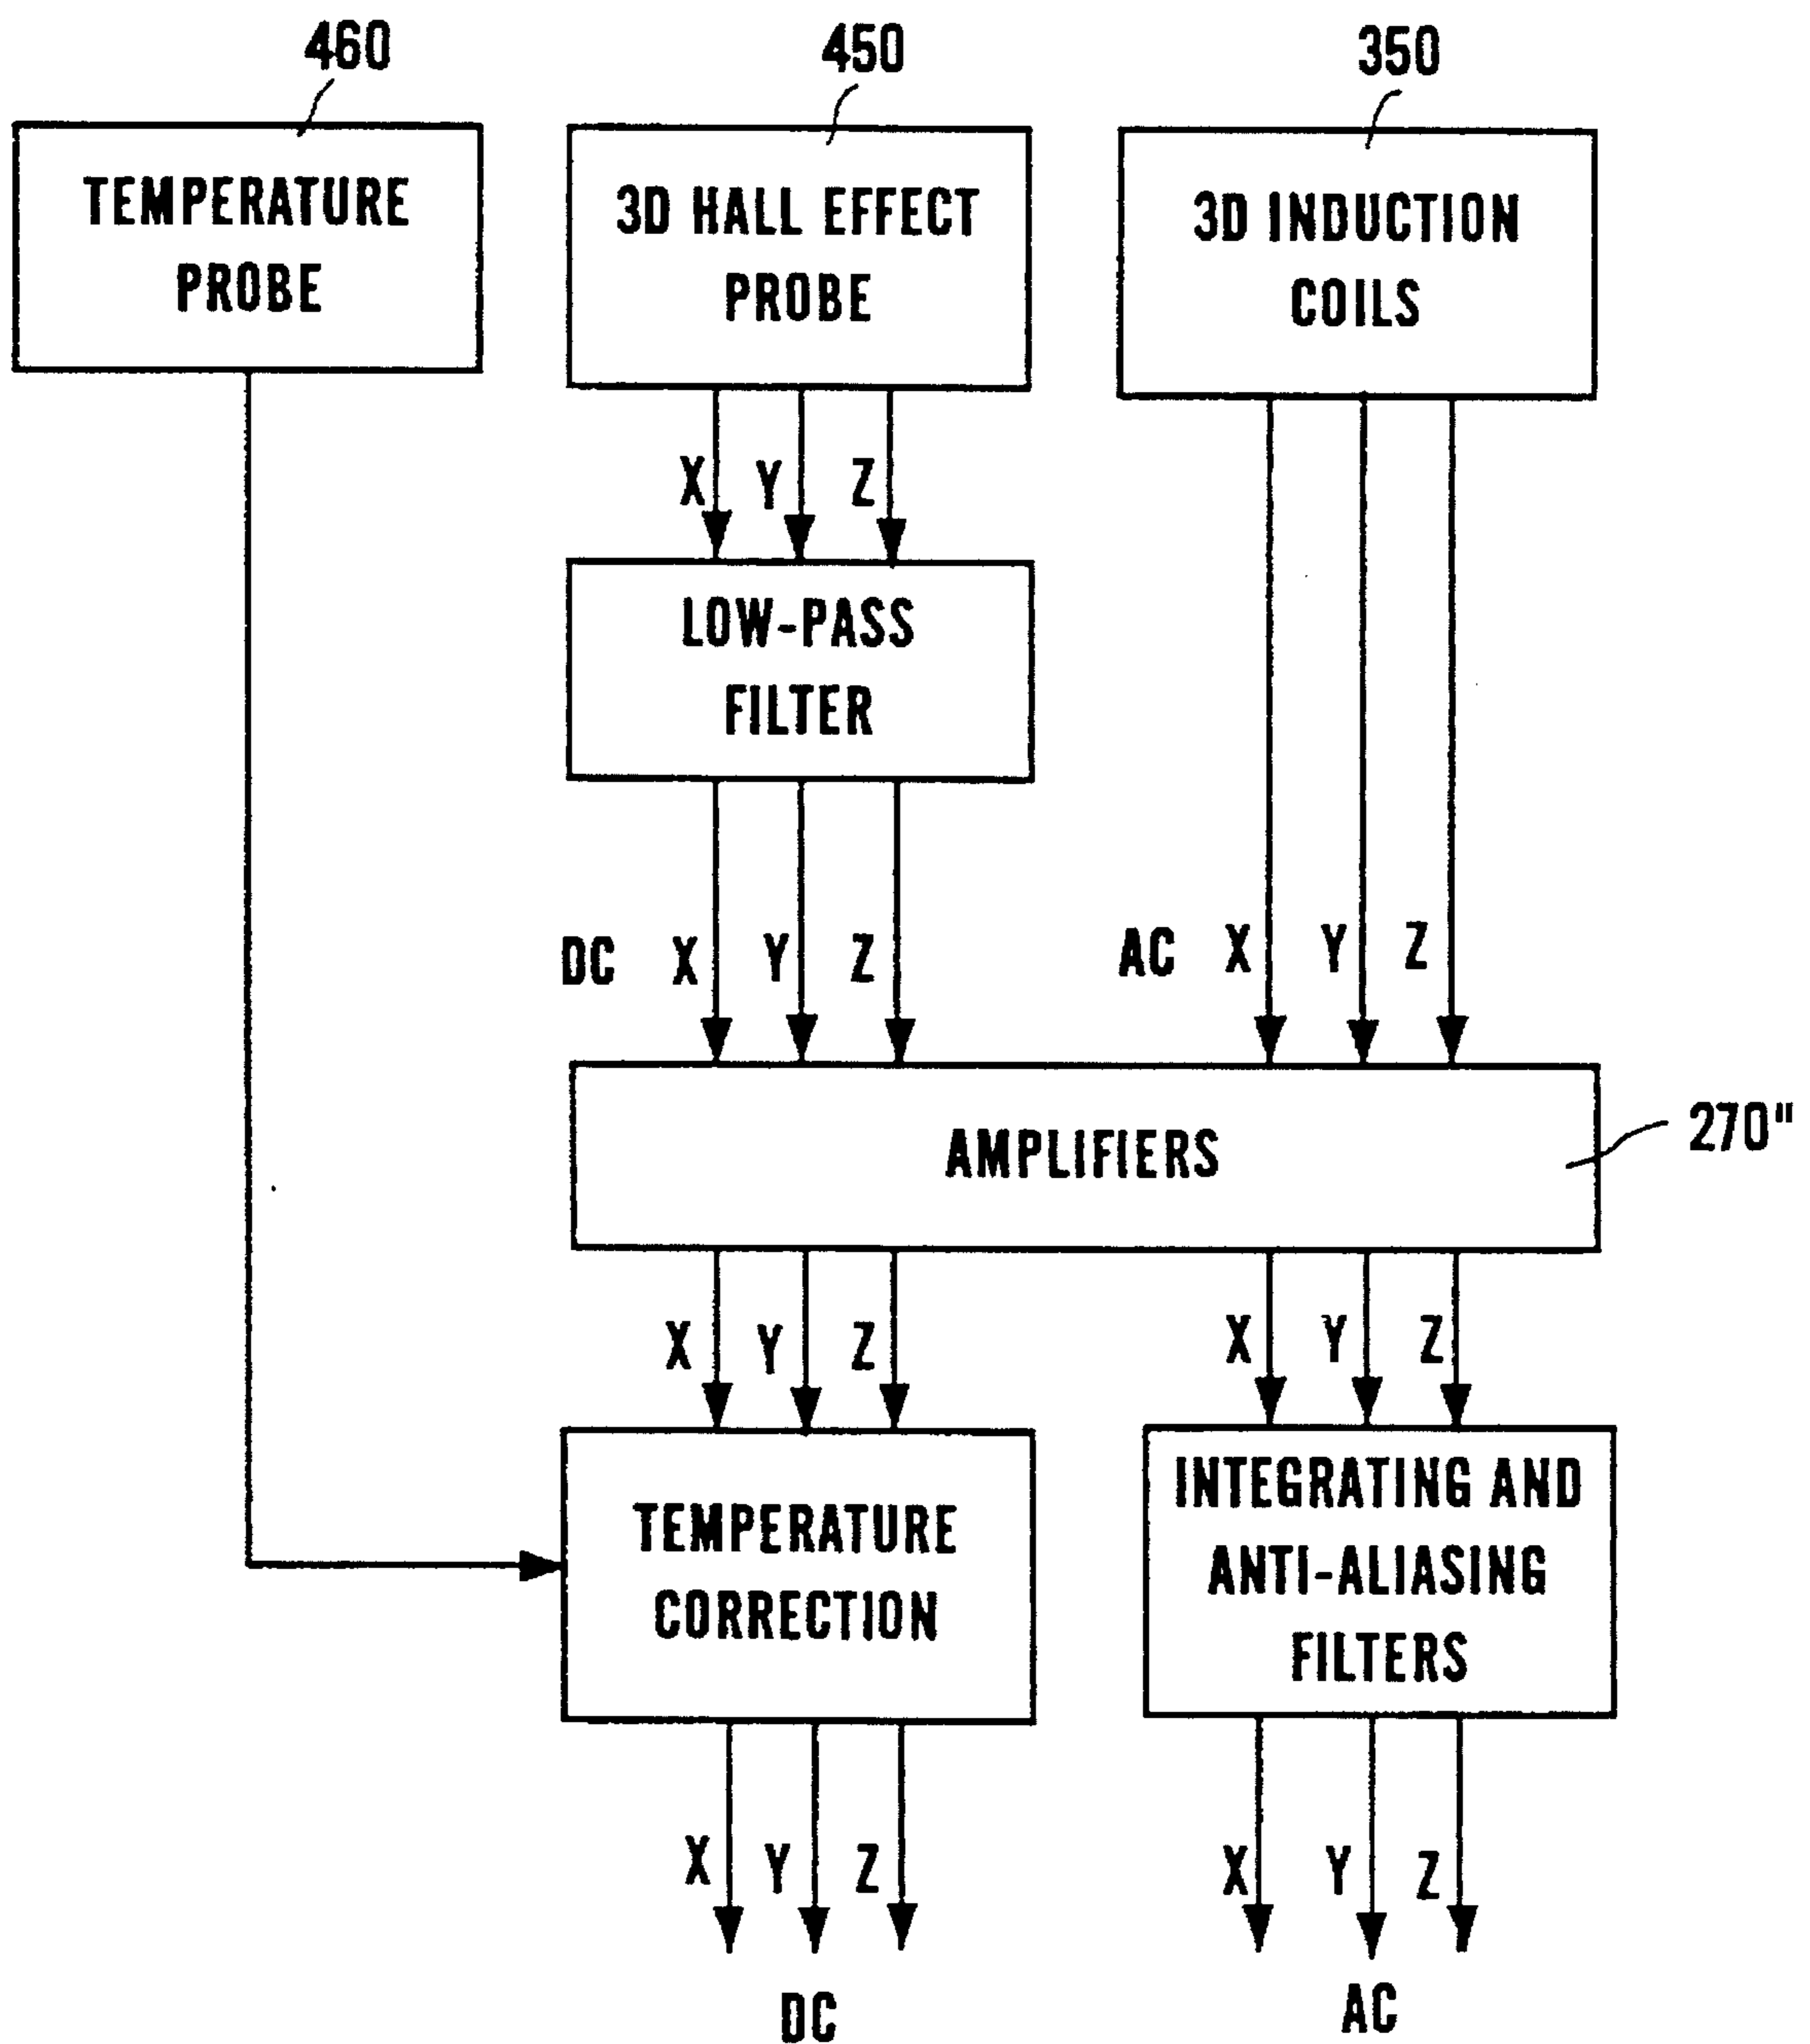 460
450
350
TEMPERATURE
PROBE
3D HALL EFFECT
PROBE
3D INDUCTION
COILS
X Y Z
LOW-PASS
FILTER
DC X Y Z
AC X Y Z
AMPLIFIERS
270"
X Y Z
X Y Z
TEMPERATURE
CORRECTION
INTEGRATING AND
ANTI-ALIASING
FILTERS
X Y Z
X Y Z
DC
AC